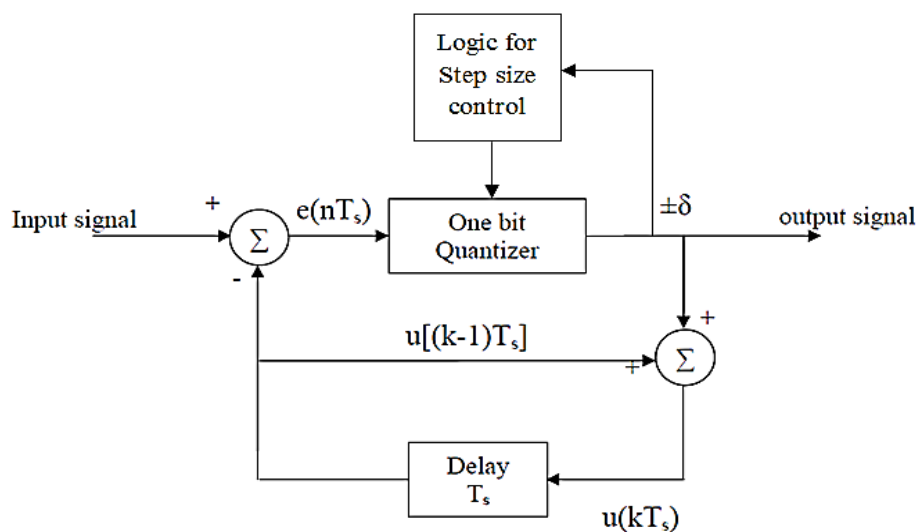 Logic for
Step size
control
+
e(nTₛ)
±δ
Input signal
Σ
One bit
Quantizer
output signal
-
+
u[(k-1)Tₛ]
+
Σ
Delay
Tₛ
u(kTₛ)